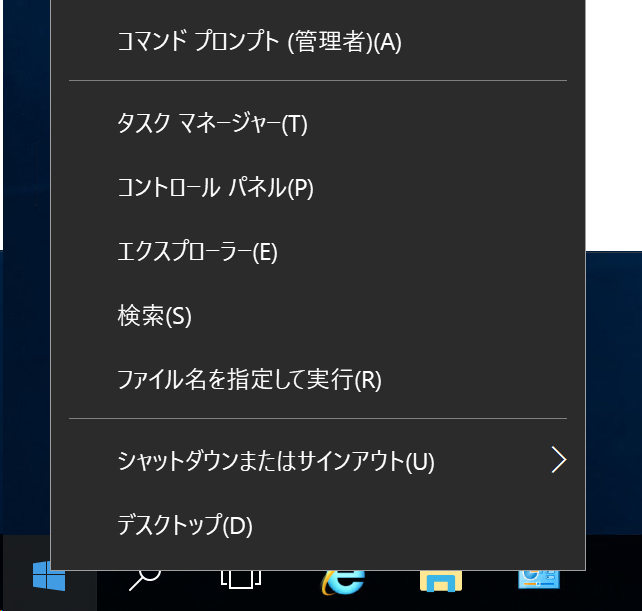 コマンド プロンプト (管理者)(A)
タスク マネージャー(T)
コントロール パネル(P)
エクスプローラー(E)
検索(S)
ファイル名を指定して実行(R)
シャットダウンまたはサインアウト(U)
デスクトップ(D)